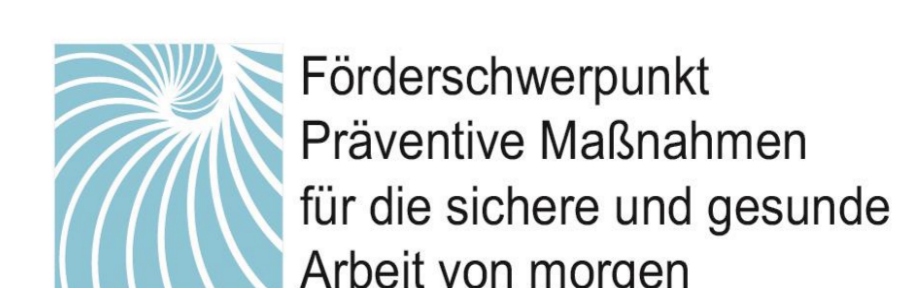 Förderschwerpunkt
Präventive Maßnahmen
für die sichere und gesunde
Arbeit von morgen